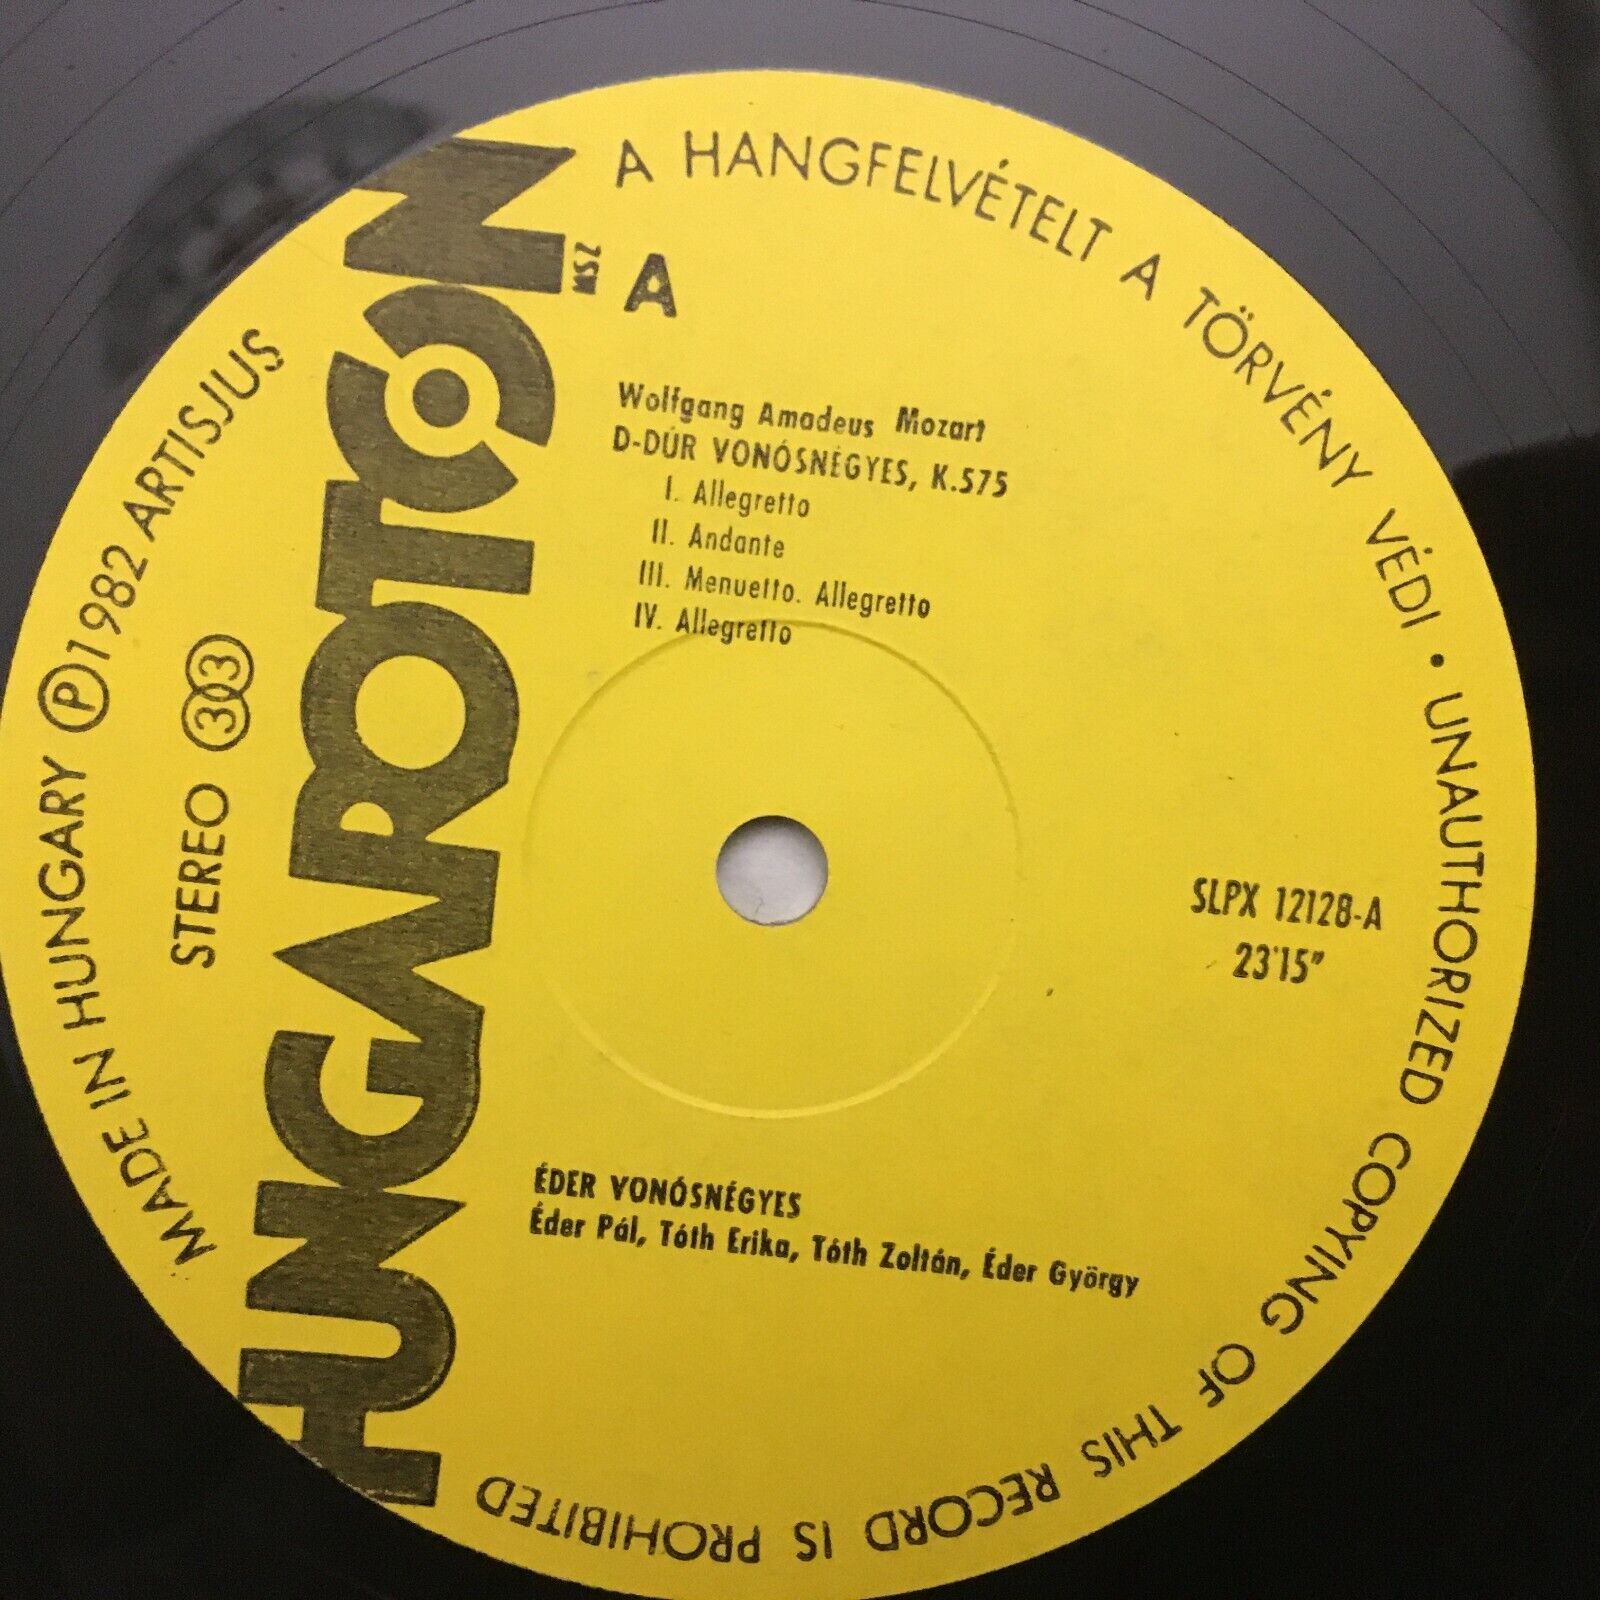 A HANGFELVÉTELT A TÖRVÉNY VÉDI • UNAUTHORIZED COPYING OF THIS RECORD IS PROHIBITED
MADE IN HUNGARY Ⓟ 1982 ARTISJUS
STEREO 33
HUNGAROTON
MSZ
A
Wolfgang Amadeus Mozart
D-DÚR VONÓSNÉGYES, K.575
I. Allegretto
II. Andante
III. Menuetto. Allegretto
IV. Allegretto
SLPX 12128-A
23'15"
ÉDER VONÓSNÉGYES
Éder Pál, Tóth Erika, Tóth Zoltán, Éder György